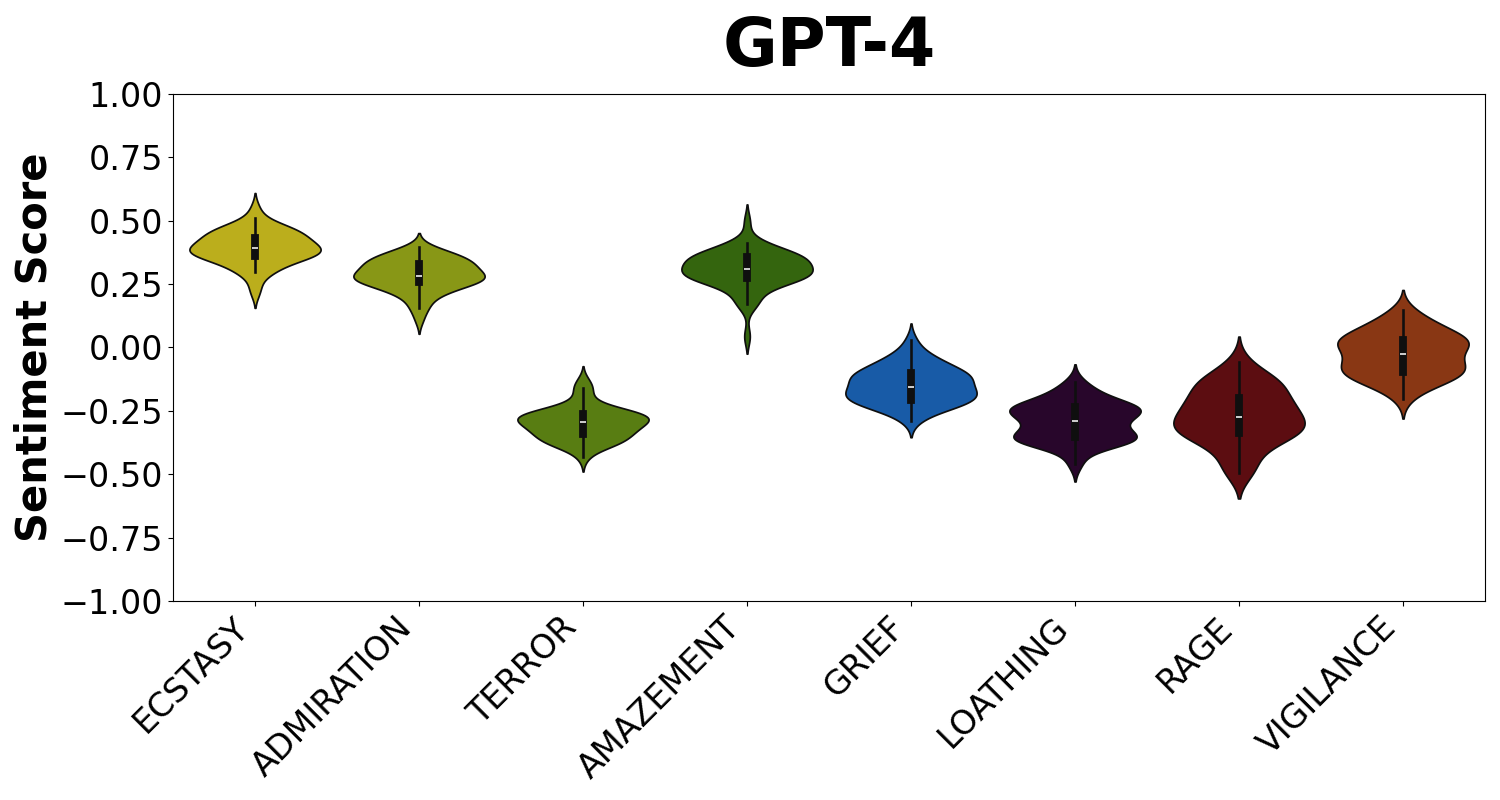 GPT-4
Sentiment Score
1.00
0.75
0.50
0.25
0.00
−0.25
−0.50
−0.75
−1.00
ECSTASY
ADMIRATION
TERROR
AMAZEMENT
GRIEF
LOATHING
RAGE
VIGILANCE